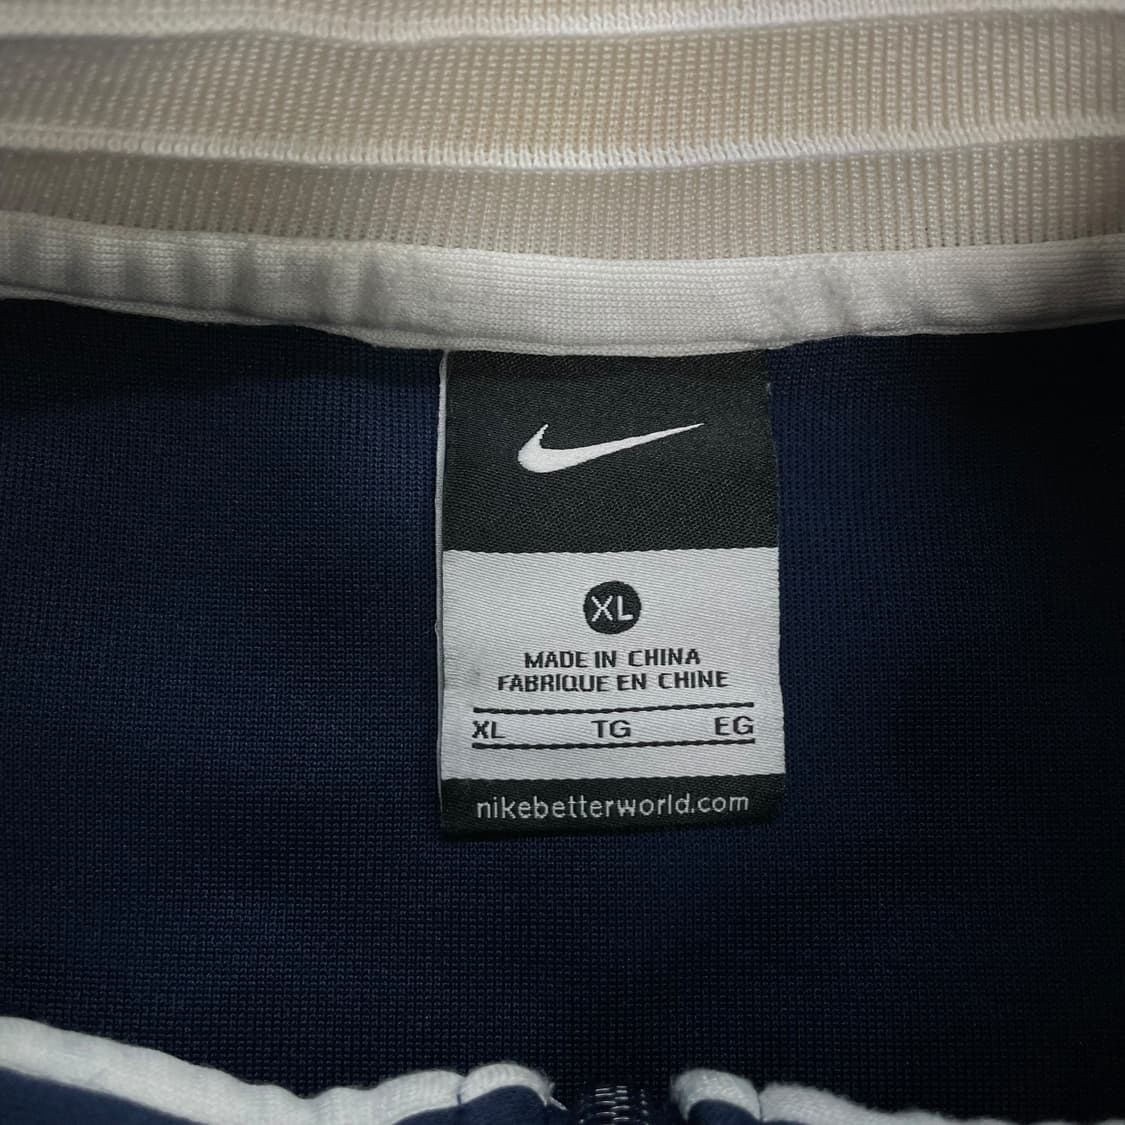 XL
MADE IN CHINA
FABRIQUE EN CHINE
XL TG EG
nikebetterworld.com